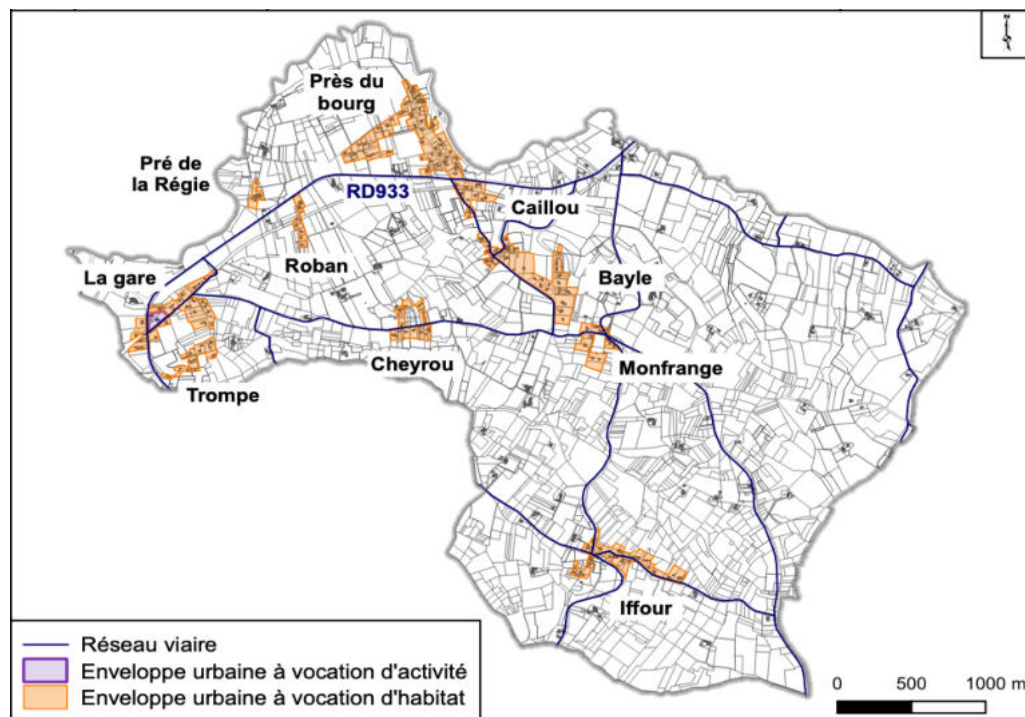 N
Près du
bourg
Pré de
la Régie
RD933
Caillou
La gare
Roban
Bayle
Cheyrou
Monfrange
Trompe
Iffour
Réseau viaire
Enveloppe urbaine à vocation d'activité
Enveloppe urbaine à vocation d'habitat
0 500 1000 m